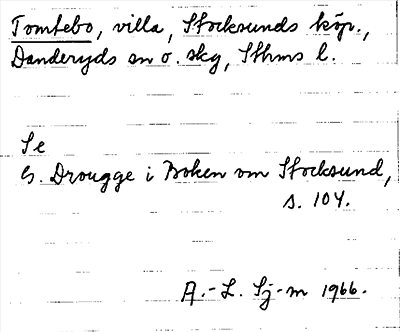 Tomtebo, villa, Stocksunds köp.,
Danderyds sn o. skg, Sthms l.
Se
G. Drougge i Boken om Stocksund,
s. 104.
A.-L. Sj-m 1966.